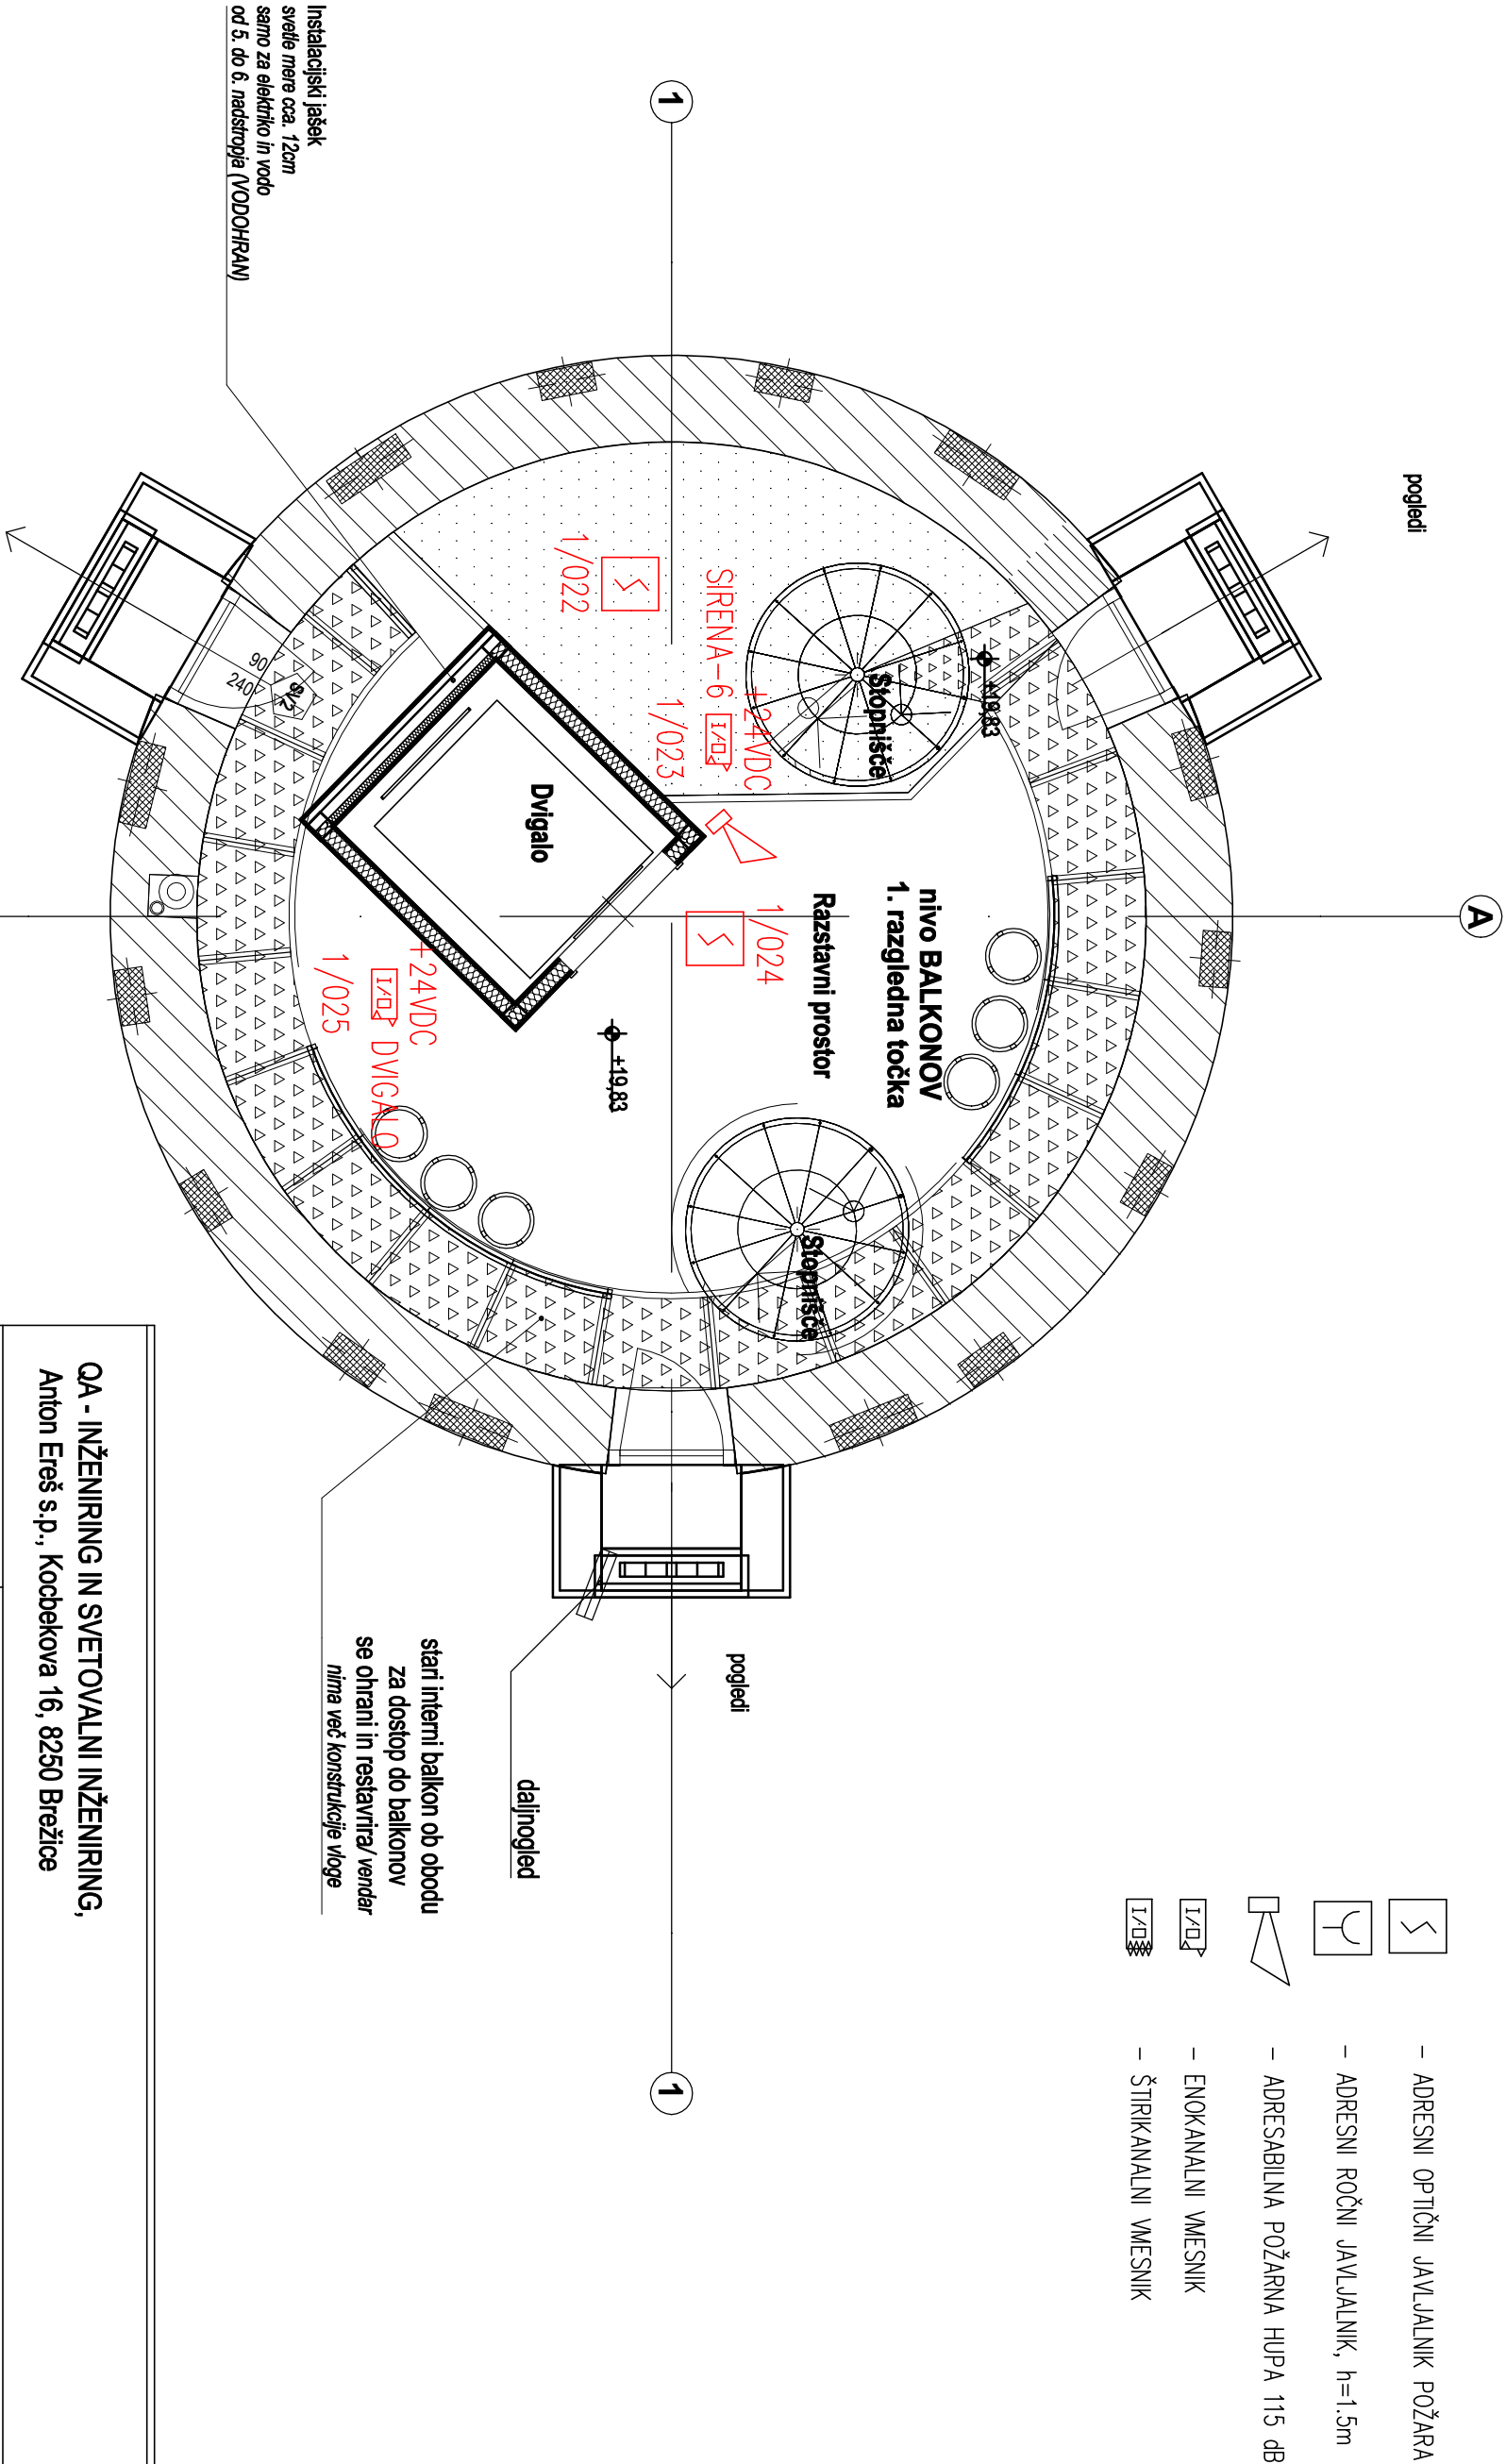 A
pogledi
1
1
- ADRESNI OPTIČNI JAVLJALNIK POŽARA
- ADRESNI ROČNI JAVLJALNIK, h=1.5m
- ADRESABILNA POŽARNA HUPA 115 dB
I/O
- ENOKANALNI VMESNIK
I/O
- ŠTIRIKANALNI VMESNIK
+19,83
Stopnišče
nivo BALKONOV
1. razgledna točka
Razstavni prostor
+24VDC
SIRENA-6
I/O
1/023
1/024
1/022
Dvigalo
+19,83
Stopnišče
+24VDC
I/O
DVIGALO
1/025
90
240
pogledi
daljnogled
stari interni balkon ob obodu
za dostop do balkonov
se ohrani in restavrira/ vendar
nima več konstrukcije vloge
Instalacijski jašek
svetle mere cca. 12cm
samo za elektriko in vodo
od 5. do 6. nadstropja (VODOHRAN)
QA - INŽENIRING IN SVETOVALNI INŽENIRING,
Anton Ereš s.p., Kocbekova 16, 8250 Brežice